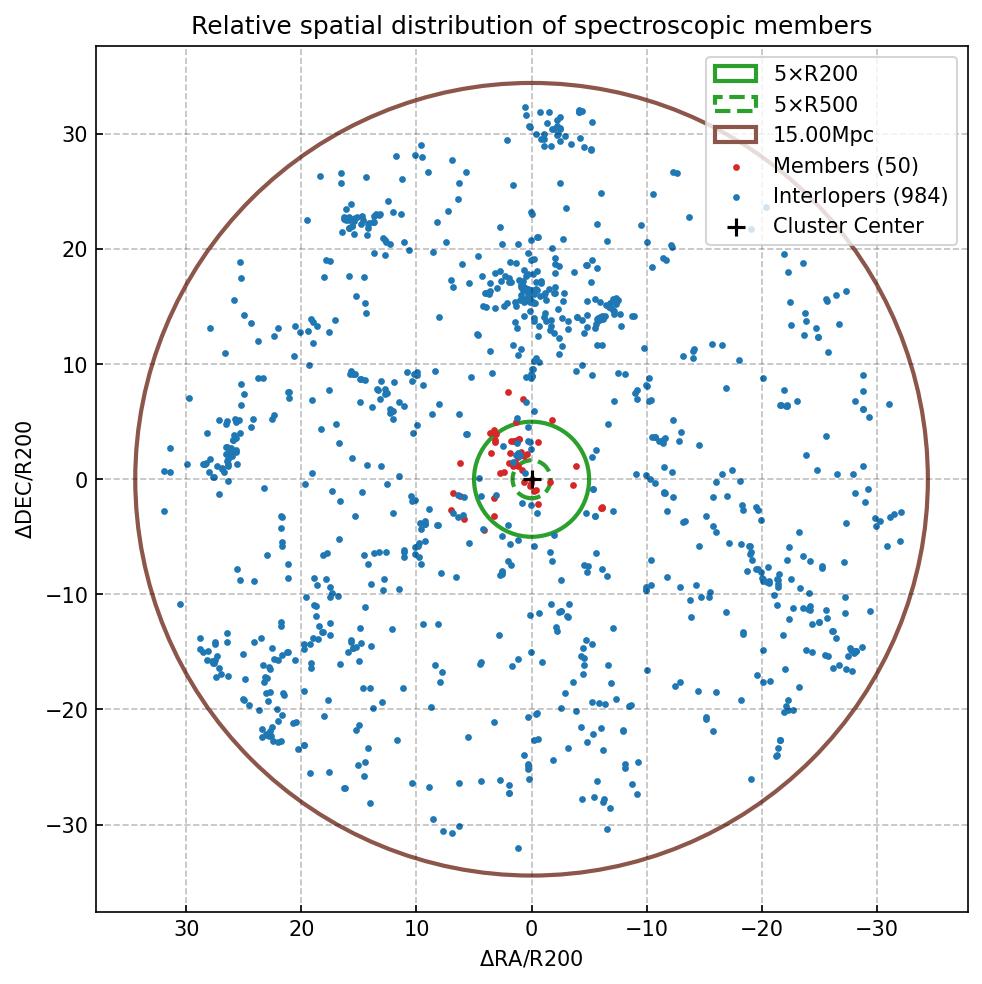 Relative spatial distribution of spectroscopic members
5×R200
5×R500
15.00Mpc
Members (50)
Interlopers (984)
Cluster Center
ΔDEC/R200
30
20
10
0
−10
−20
−30
30 20 10 0 −10 −20 −30
ΔRA/R200